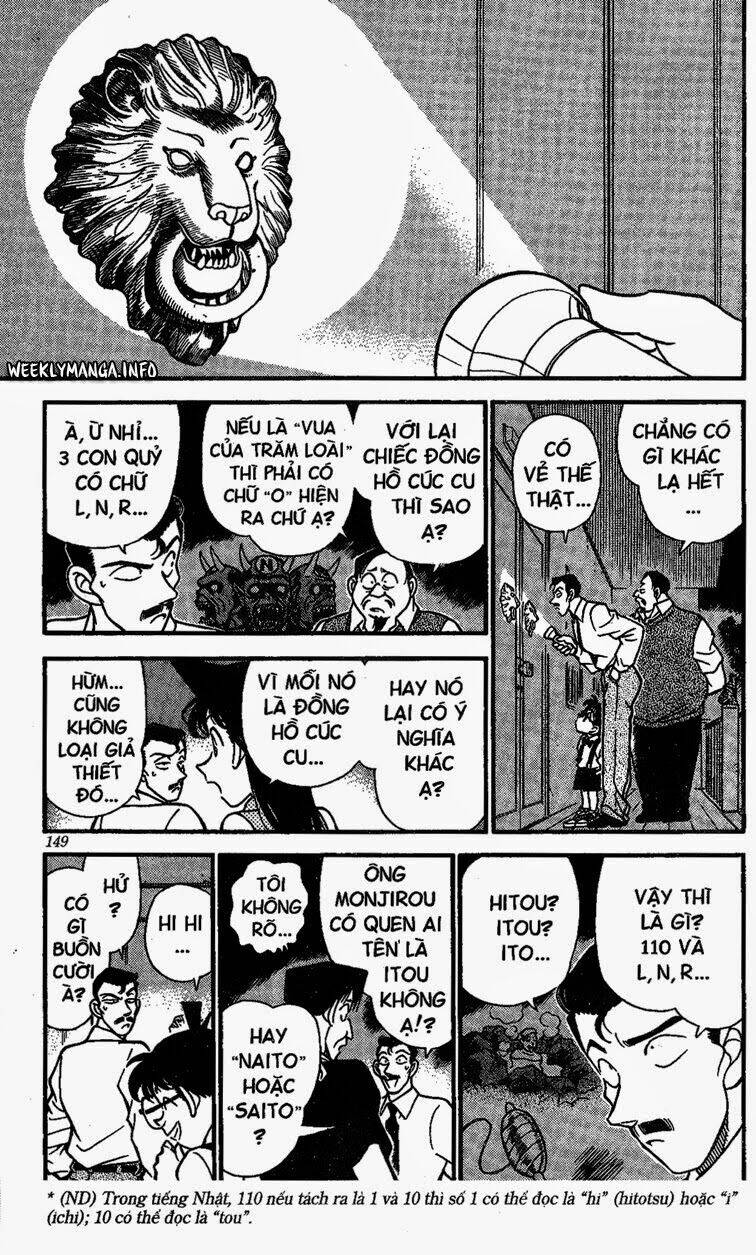 WEEKLYMANGA.INFO
CHẲNG CÓ
GÌ KHÁC
LẠ HẾT
...
CÓ
VẺ THẾ
THẬT...
VỚI LẠI
CHIẾC ĐỒNG
HỒ CÚC CU
THÌ SAO
Ạ?
NẾU LÀ "VUA
CỦA TRĂM LOÀI"
THÌ PHẢI CÓ
CHỮ "O" HIỆN
RA CHỨ Ạ?
À, Ừ NHỈ...
3 CON QUỶ
CÓ CHỮ
L, N, R...
N
HAY NÓ
LẠI CÓ Ý
NGHĨA
KHÁC
Ạ?
VÌ MỖI NÓ
LÀ ĐỒNG
HỒ CÚC
CU...
HỪM...
CŨNG
KHÔNG
LOẠI GIẢ
THIẾT
ĐÓ...
149
VẬY THÌ
LÀ GÌ?
110 VÀ
L, N, R...
HITOU?
ITOU?
ITO...
ÔNG
MONJIROU
CÓ QUEN AI
TÊN LÀ
ITOU
KHÔNG
Ạ!?
TÔI
KHÔNG
RÕ...
HAY
"NAITO"
HOẶC
"SAITO"
?
HI HI
...
HỬ
?
CÓ
GÌ
BUỒN
CƯỜI
À?
* (ND) Trong tiếng Nhật, 110 nếu tách ra là 1 và 10 thì số 1 có thể đọc là "hi" (hitotsu) hoặc "i"
(ichi); 10 có thể đọc là "tou".